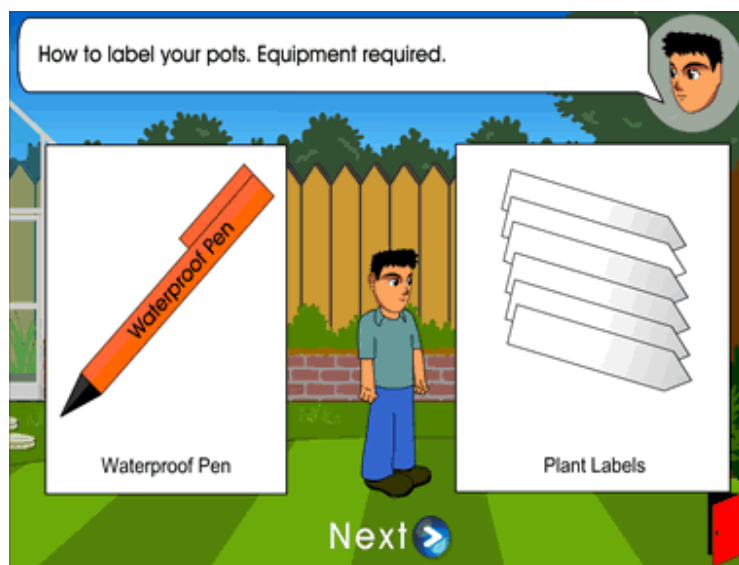 How to label your pots. Equipment required.
Waterproof Pen
Waterproof Pen
Plant Labels
Next